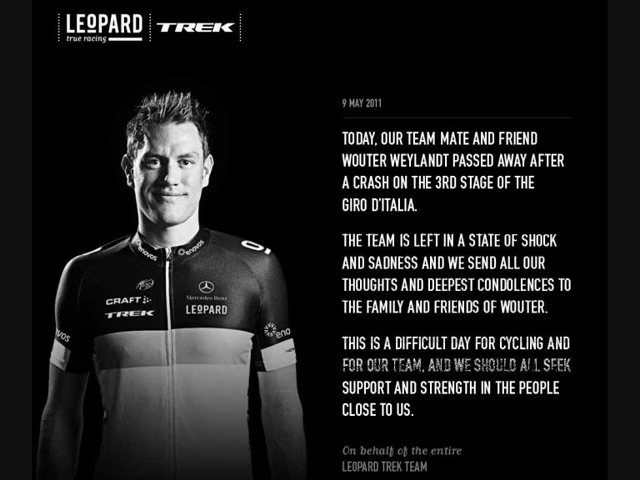 LEOPARD TREK
true racing
9 MAY 2011
TODAY, OUR TEAM MATE AND FRIEND
WOUTER WEYLANDT PASSED AWAY AFTER
A CRASH ON THE 3RD STAGE OF THE
GIRO D'ITALIA.
THE TEAM IS LEFT IN A STATE OF SHOCK
AND SADNESS AND WE SEND ALL OUR
THOUGHTS AND DEEPEST CONDOLENCES TO
THE FAMILY AND FRIENDS OF WOUTER.
THIS IS A DIFFICULT DAY FOR CYCLING AND
FOR OUR TEAM, AND WE SHOULD ALL SEEK
SUPPORT AND STRENGTH IN THE PEOPLE
CLOSE TO US.
On behalf of the entire
LEOPARD TREK TEAM
enovos enovos
CRAFT
Mercedes-Benz
TREK
LEOPARD